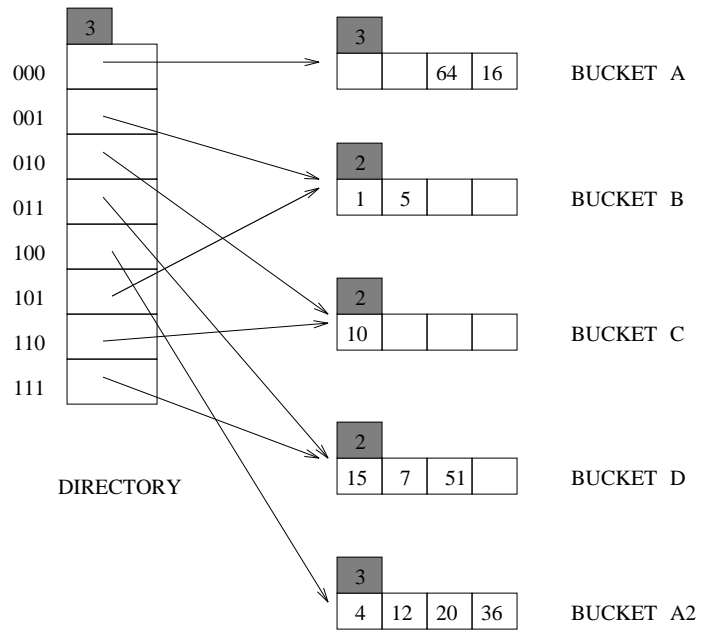 3
000
001
010
011
100
101
110
111
DIRECTORY
3
64 16
BUCKET A
2
1 5
BUCKET B
2
10
BUCKET C
2
15 7 51
BUCKET D
3
4 12 20 36
BUCKET A2